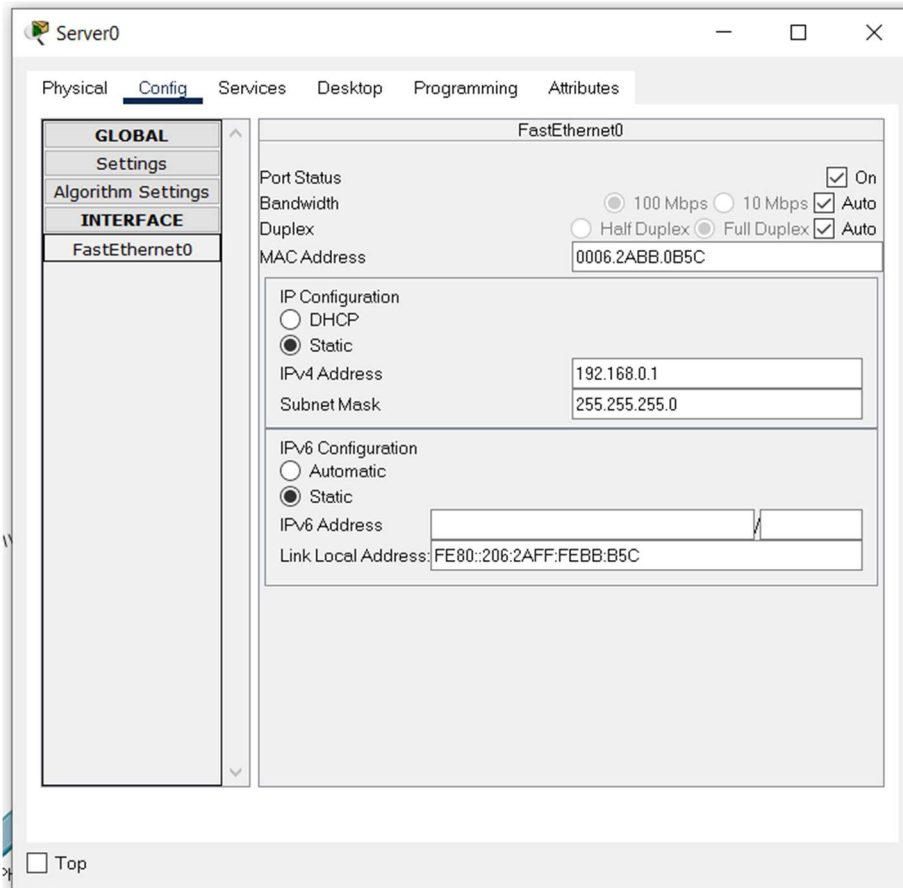 Server0
Physical Config Services Desktop Programming Attributes
GLOBAL
Settings
Algorithm Settings
INTERFACE
FastEthernet0
FastEthernet0
Port Status On
Bandwidth 100 Mbps 10 Mbps Auto
Duplex Half Duplex Full Duplex Auto
MAC Address 0006.2ABB.0B5C
IP Configuration
DHCP
Static
IPv4 Address 192.168.0.1
Subnet Mask 255.255.255.0
IPv6 Configuration
Automatic
Static
IPv6 Address /
Link Local Address: FE80::206:2AFF:FEBB:B5C
Top